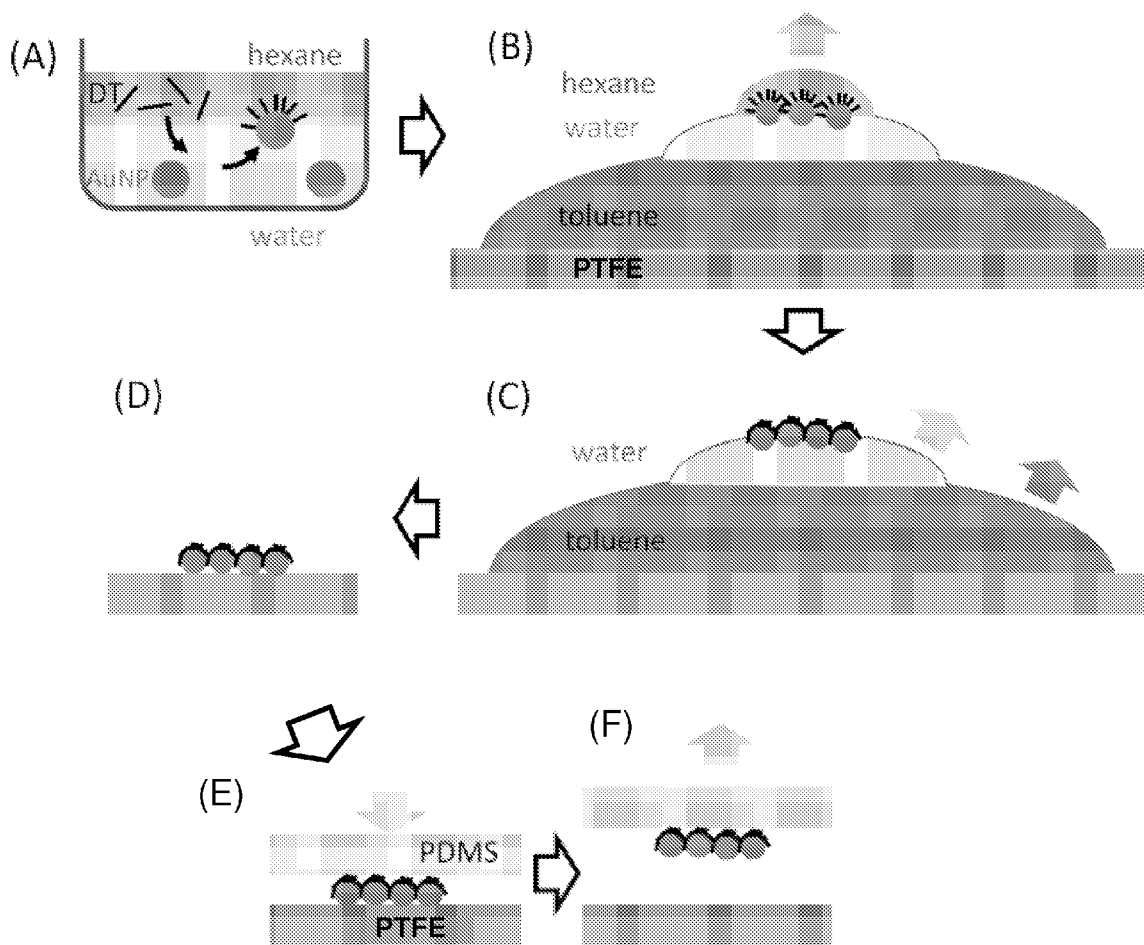 (A)
hexane
DT
AuNP
water
(B)
hexane
water
toluene
PTFE
(D)
(C)
water
toluene
(E)
PDMS
PTFE
(F)